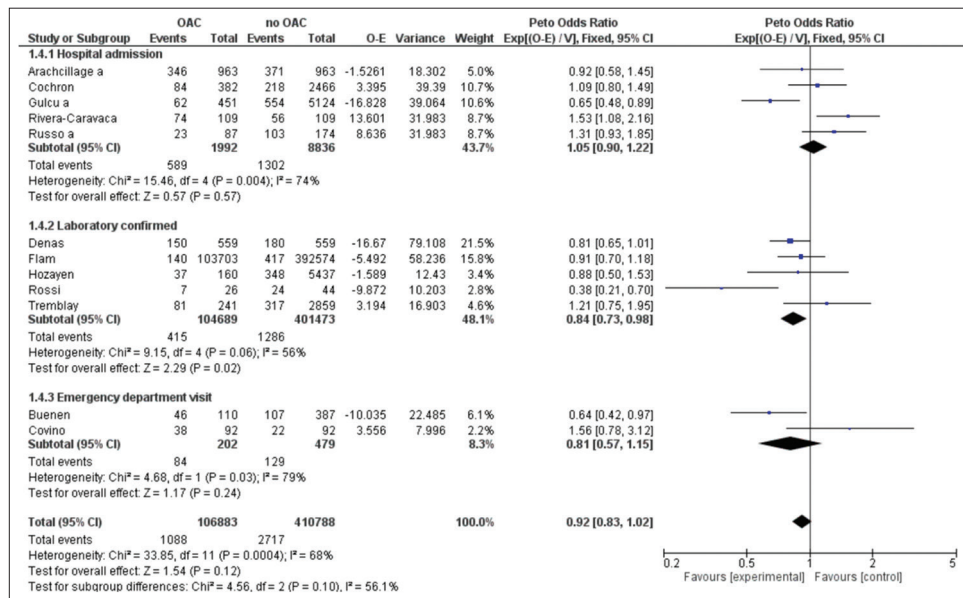 OAC no OAC Peto Odds Ratio Peto Odds Ratio
Study or Subgroup Events Total Events Total O-E Variance Weight Exp[(O-E) / V], Fixed, 95% CI Exp[(O-E) / V], Fixed, 95% CI
1.4.1 Hospital admission
Arachcillage a 346 963 371 963 -1.5261 18.302 5.0% 0.92 [0.58, 1.45]
Cochron 84 382 218 2466 3.395 39.39 10.7% 1.09 [0.80, 1.49]
Gulcu a 62 451 554 5124 -16.828 39.064 10.6% 0.65 [0.48, 0.89]
Rivera-Caravaca 74 109 56 109 13.601 31.983 8.7% 1.53 [1.08, 2.16]
Russo a 23 87 103 174 8.636 31.983 8.7% 1.31 [0.93, 1.85]
Subtotal (95% CI) 1992 8836 43.7% 1.05 [0.90, 1.22]
Total events 589 1302
Heterogeneity: Chi² = 15.46, df = 4 (P = 0.004); I² = 74%
Test for overall effect: Z = 0.57 (P = 0.57)
1.4.2 Laboratory confirmed
Denas 150 559 180 559 -16.67 79.108 21.5% 0.81 [0.65, 1.01]
Flam 140 103703 417 392574 -5.492 58.236 15.8% 0.91 [0.70, 1.18]
Hozayen 37 160 348 5437 -1.589 12.43 3.4% 0.88 [0.50, 1.53]
Rossi 7 26 24 44 -9.872 10.203 2.8% 0.38 [0.21, 0.70]
Tremblay 81 241 317 2859 3.194 16.903 4.6% 1.21 [0.75, 1.95]
Subtotal (95% CI) 104689 401473 48.1% 0.84 [0.73, 0.98]
Total events 415 1286
Heterogeneity: Chi² = 9.15, df = 4 (P = 0.06); I² = 56%
Test for overall effect: Z = 2.29 (P = 0.02)
1.4.3 Emergency department visit
Buenen 46 110 107 387 -10.035 22.485 6.1% 0.64 [0.42, 0.97]
Covino 38 92 22 92 3.556 7.996 2.2% 1.56 [0.78, 3.12]
Subtotal (95% CI) 202 479 8.3% 0.81 [0.57, 1.15]
Total events 84 129
Heterogeneity: Chi² = 4.68, df = 1 (P = 0.03); I² = 79%
Test for overall effect: Z = 1.17 (P = 0.24)
Total (95% CI) 106883 410788 100.0% 0.92 [0.83, 1.02]
Total events 1088 2717
Heterogeneity: Chi² = 33.85, df = 11 (P = 0.0004); I² = 68%
Test for overall effect: Z = 1.54 (P = 0.12)
Test for subgroup differences: Chi² = 4.56, df = 2 (P = 0.10), I² = 56.1%
0.2 0.5 1 2 5
Favours [experimental] Favours [control]